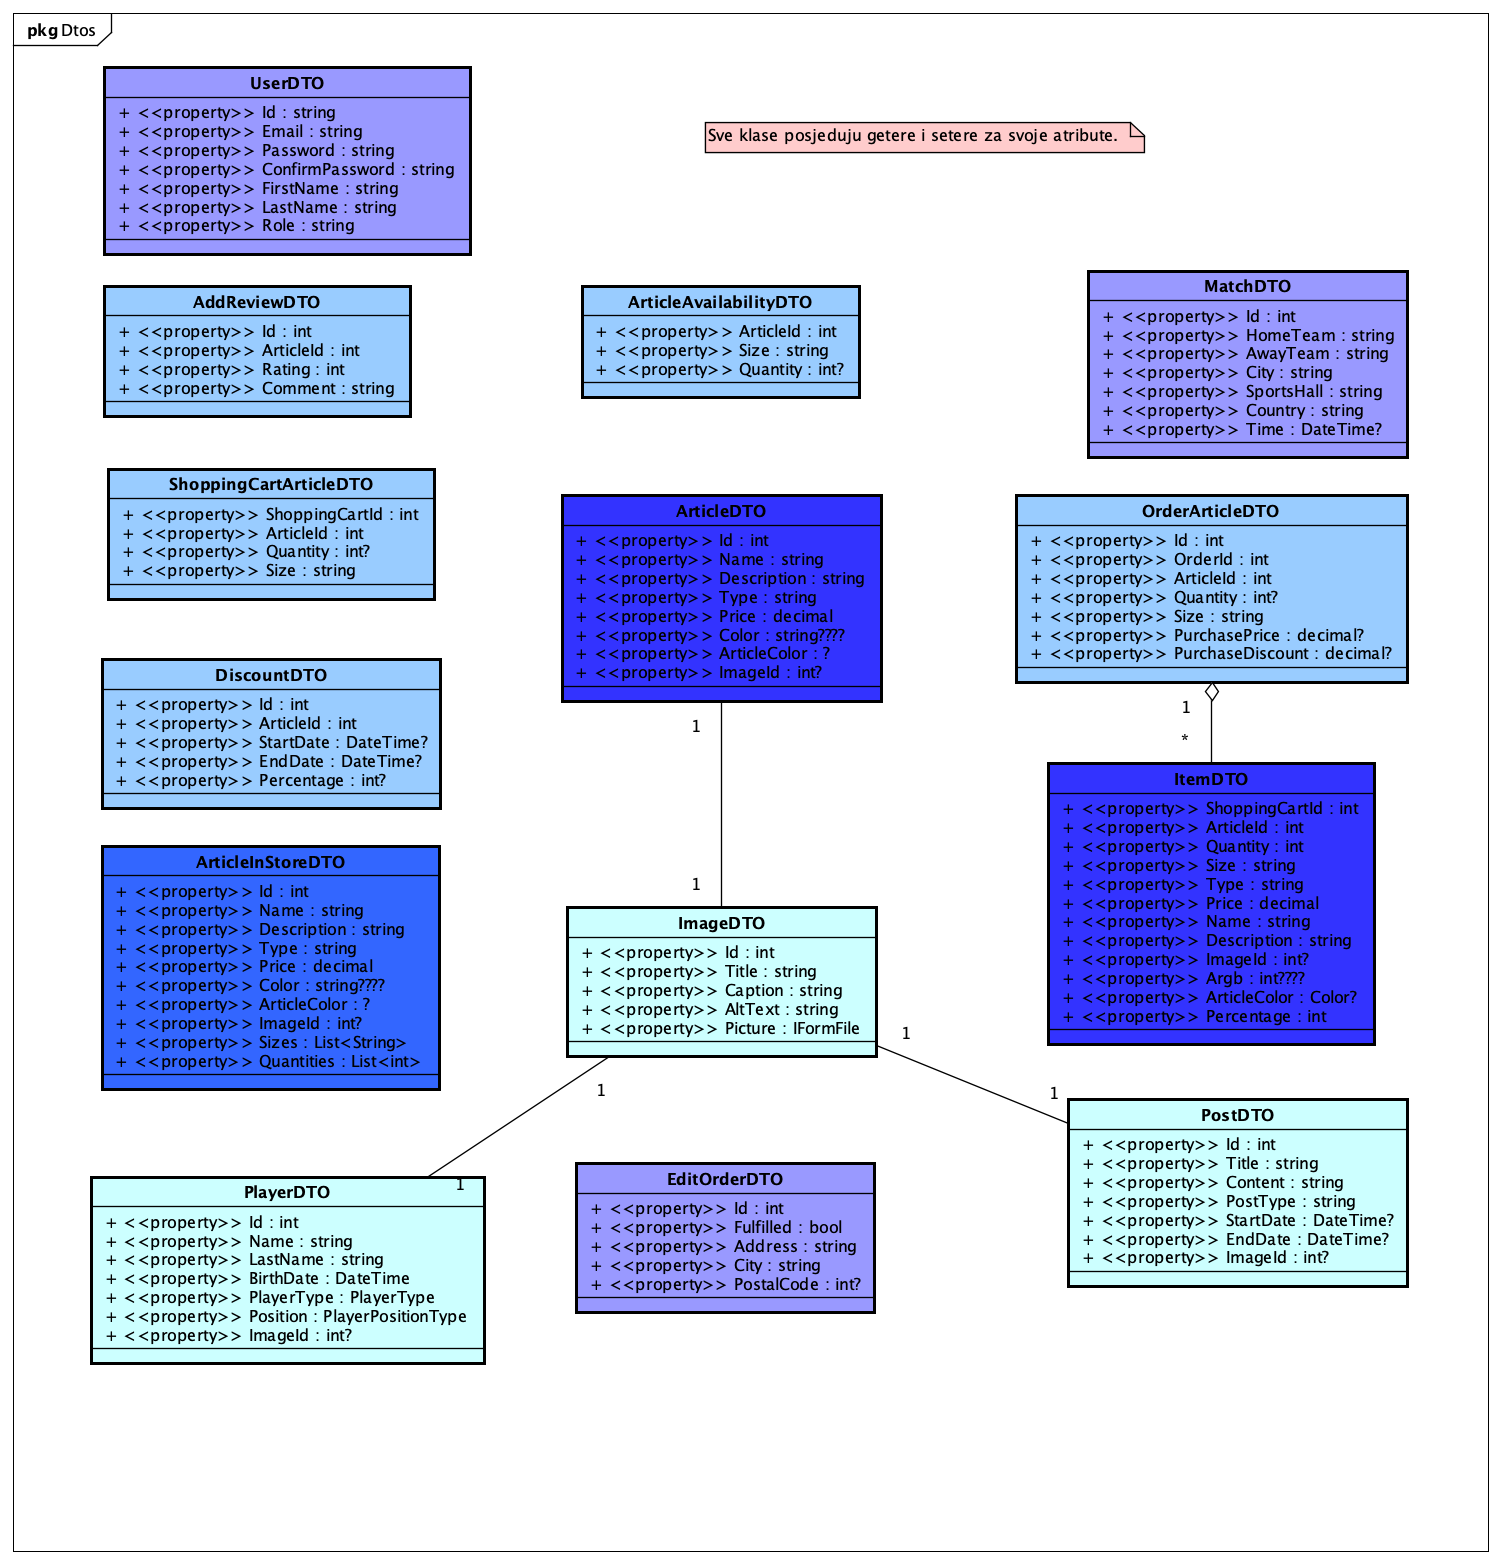 pkg Dtos
UserDTO
+ <<property>> Id : string
+ <<property>> Email : string
+ <<property>> Password : string
+ <<property>> ConfirmPassword : string
+ <<property>> FirstName : string
+ <<property>> LastName : string
+ <<property>> Role : string
Sve klase posjeduju getere i setere za svoje atribute.
AddReviewDTO
+ <<property>> Id : int
+ <<property>> ArticleId : int
+ <<property>> Rating : int
+ <<property>> Comment : string
ArticleAvailabilityDTO
+ <<property>> ArticleId : int
+ <<property>> Size : string
+ <<property>> Quantity : int?
MatchDTO
+ <<property>> Id : int
+ <<property>> HomeTeam : string
+ <<property>> AwayTeam : string
+ <<property>> City : string
+ <<property>> SportsHall : string
+ <<property>> Country : string
+ <<property>> Time : DateTime?
ShoppingCartArticleDTO
+ <<property>> ShoppingCartId : int
+ <<property>> ArticleId : int
+ <<property>> Quantity : int?
+ <<property>> Size : string
ArticleDTO
+ <<property>> Id : int
+ <<property>> Name : string
+ <<property>> Description : string
+ <<property>> Type : string
+ <<property>> Price : decimal
+ <<property>> Color : string????
+ <<property>> ArticleColor : ?
+ <<property>> ImageId : int?
OrderArticleDTO
+ <<property>> Id : int
+ <<property>> OrderId : int
+ <<property>> ArticleId : int
+ <<property>> Quantity : int?
+ <<property>> Size : string
+ <<property>> PurchasePrice : decimal?
+ <<property>> PurchaseDiscount : decimal?
DiscountDTO
+ <<property>> Id : int
+ <<property>> ArticleId : int
+ <<property>> StartDate : DateTime?
+ <<property>> EndDate : DateTime?
+ <<property>> Percentage : int?
1
1
1
*
ItemDTO
+ <<property>> ShoppingCartId : int
+ <<property>> ArticleId : int
+ <<property>> Quantity : int
+ <<property>> Size : string
+ <<property>> Type : string
+ <<property>> Price : decimal
+ <<property>> Name : string
+ <<property>> Description : string
+ <<property>> ImageId : int?
+ <<property>> Argb : int????
+ <<property>> ArticleColor : Color?
+ <<property>> Percentage : int
ArticleInStoreDTO
+ <<property>> Id : int
+ <<property>> Name : string
+ <<property>> Description : string
+ <<property>> Type : string
+ <<property>> Price : decimal
+ <<property>> Color : string????
+ <<property>> ArticleColor : ?
+ <<property>> ImageId : int?
+ <<property>> Sizes : List<String>
+ <<property>> Quantities : List<int>
ImageDTO
+ <<property>> Id : int
+ <<property>> Title : string
+ <<property>> Caption : string
+ <<property>> AltText : string
+ <<property>> Picture : IFormFile
1
1
1
1
PostDTO
+ <<property>> Id : int
+ <<property>> Title : string
+ <<property>> Content : string
+ <<property>> PostType : string
+ <<property>> StartDate : DateTime?
+ <<property>> EndDate : DateTime?
+ <<property>> ImageId : int?
PlayerDTO
+ <<property>> Id : int
+ <<property>> Name : string
+ <<property>> LastName : string
+ <<property>> BirthDate : DateTime
+ <<property>> PlayerType : PlayerType
+ <<property>> Position : PlayerPositionType
+ <<property>> ImageId : int?
EditOrderDTO
+ <<property>> Id : int
+ <<property>> Fulfilled : bool
+ <<property>> Address : string
+ <<property>> City : string
+ <<property>> PostalCode : int?